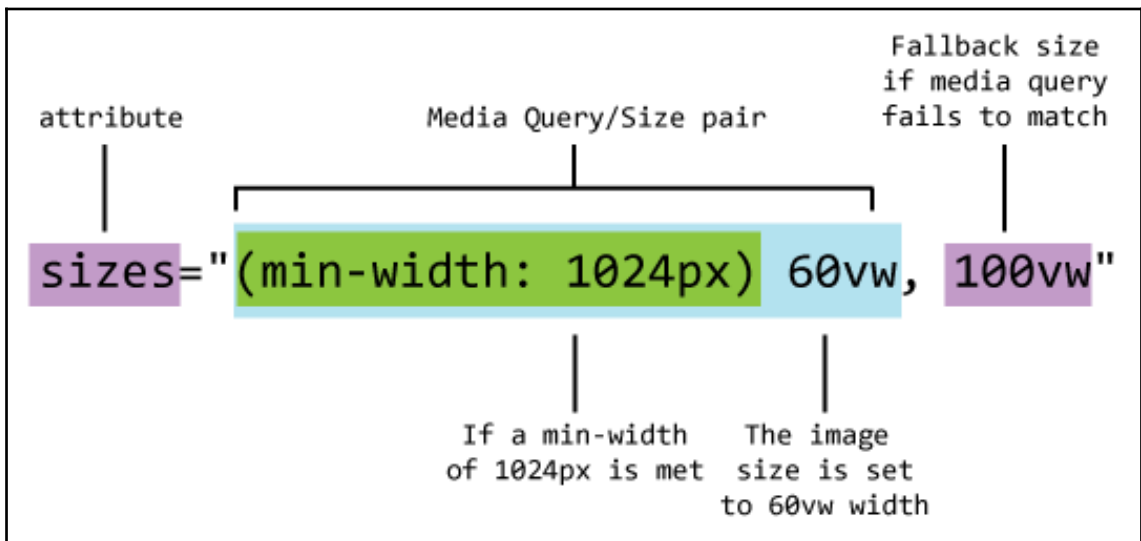 Fallback size
if media query
fails to match
attribute
Media Query/Size pair
sizes="(min-width: 1024px) 60vw, 100vw"
If a min-width
of 1024px is met
The image
size is set
to 60vw width